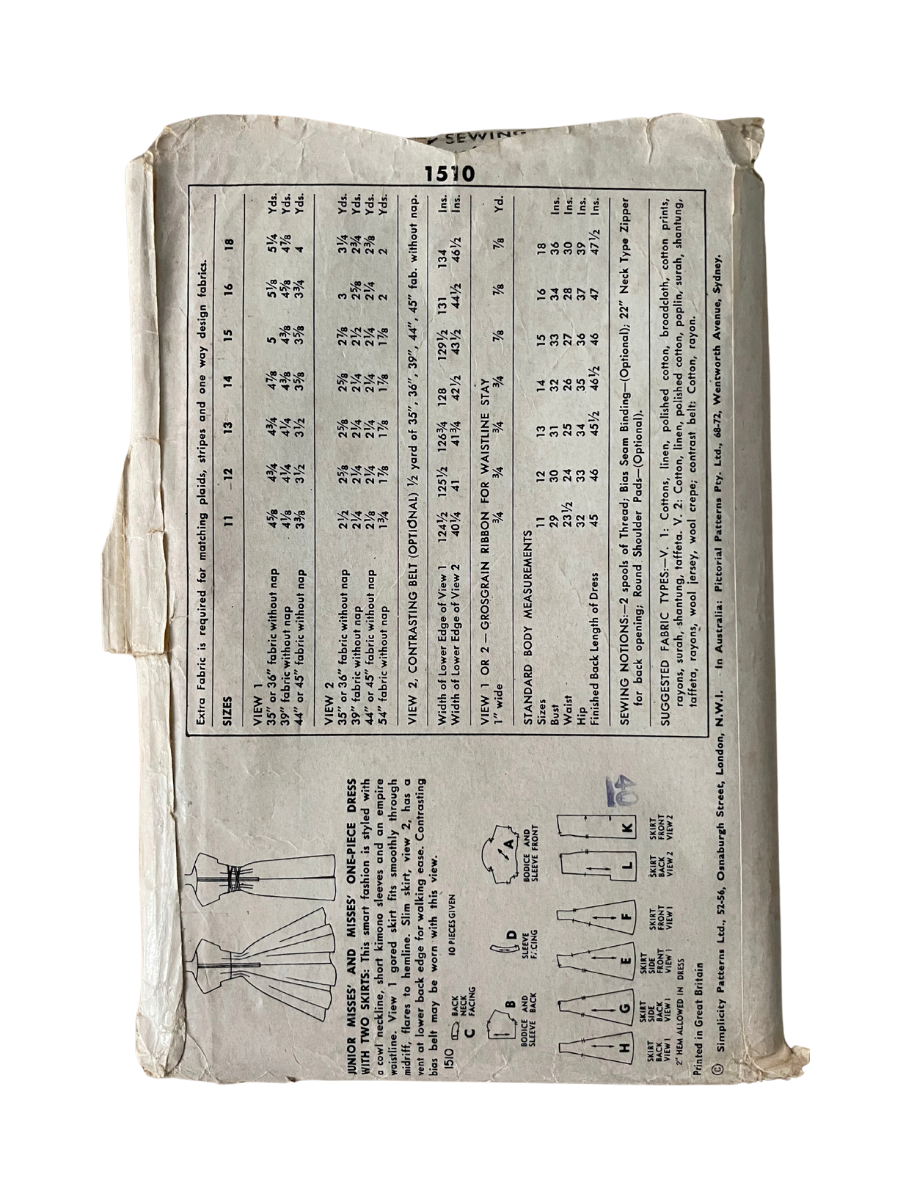 SEWING
1510
JUNIOR MISSES' AND MISSES' ONE-PIECE DRESS
WITH TWO SKIRTS: This smart fashion is styled with
a cowl neckline, short kimono sleeves and an empire
waistline. View 1 gored skirt fits smoothly through
midriff, flares to hemline. Slim skirt, view 2, has a
vent at lower back edge for walking ease. Contrasting
bias belt may be worn with this view.
1510 10 PIECES GIVEN
C BACK NECK FACING
B
BODICE AND
SLEEVE BACK
D
SLEEVE
FACING
A
BODICE AND
SLEEVE FRONT
H
SKIRT
BACK
VIEW 1
G
SKIRT
SIDE
BACK
VIEW 1
E
SKIRT
SIDE
FRONT
VIEW 1
F
SKIRT
FRONT
VIEW 1
L
SKIRT
BACK
VIEW 2
K
SKIRT
FRONT
VIEW 2
40
2" HEM ALLOWED IN DRESS
Printed in Great Britain
Extra Fabric is required for matching plaids, stripes and one way design fabrics.
SIZES 11 12 13 14 15 16 18
VIEW 1
35" or 36" fabric without nap 4⅝ 4¾ 4¾ 4⅞ 5 5⅛ 5¼ Yds.
39" fabric without nap 4⅛ 4¼ 4¼ 4⅜ 4⅜ 4⅝ 4⅞ Yds.
44" or 45" fabric without nap 3⅜ 3½ 3½ 3⅝ 3⅝ 3¾ 4 Yds.
VIEW 2
35" or 36" fabric without nap 2½ 2⅝ 2⅝ 2⅝ 2⅞ 3 3¼ Yds.
39" fabric without nap 2¼ 2¼ 2¼ 2¼ 2½ 2⅝ 2¾ Yds.
44" or 45" fabric without nap 2⅛ 2¼ 2¼ 2¼ 2¼ 2¼ 2⅜ Yds.
54" fabric without nap 1¾ 1⅞ 1⅞ 1⅞ 1⅞ 2 2 Yds.
VIEW 2, CONTRASTING BELT (OPTIONAL) ½ yard of 35", 36", 39", 44", 45" fab. without nap.
Width of Lower Edge of View 1 124½ 125½ 126¾ 128 129½ 131 134 Ins.
Width of Lower Edge of View 2 40¼ 41 41¾ 42½ 43½ 44½ 46½ Ins.
VIEW 1 OR 2 — GROSGRAIN RIBBON FOR WAISTLINE STAY
1" wide ¾ ¾ ¾ ¾ ⅞ ⅞ ⅞ Yd.
STANDARD BODY MEASUREMENTS
Sizes 11 12 13 14 15 16 18
Bust 29 30 31 32 33 34 36 Ins.
Waist 23½ 24 25 26 27 28 30 Ins.
Hip 32 33 34 35 36 37 39 Ins.
Finished Back Length of Dress 45 46 45½ 46½ 46 47 47½ Ins.
SEWING NOTIONS:—2 spools of Thread; Bias Seam Binding—(Optional); 22" Neck Type Zipper
for back opening; Round Shoulder Pads—(Optional).
SUGGESTED FABRIC TYPES:—V. 1: Cottons, linen, polished cotton, broadcloth, cotton prints,
rayons, surah, shantung, taffeta. V. 2: Cotton, linen, polished cotton, poplin, surah, shantung,
taffeta, rayons, wool jersey, wool crepe; contrast belt: Cotton, rayon.
© Simplicity Patterns Ltd., 52-56, Osnaburgh Street, London, N.W.1. In Australia: Pictorial Patterns Pty. Ltd., 68-72, Wentworth Avenue, Sydney.